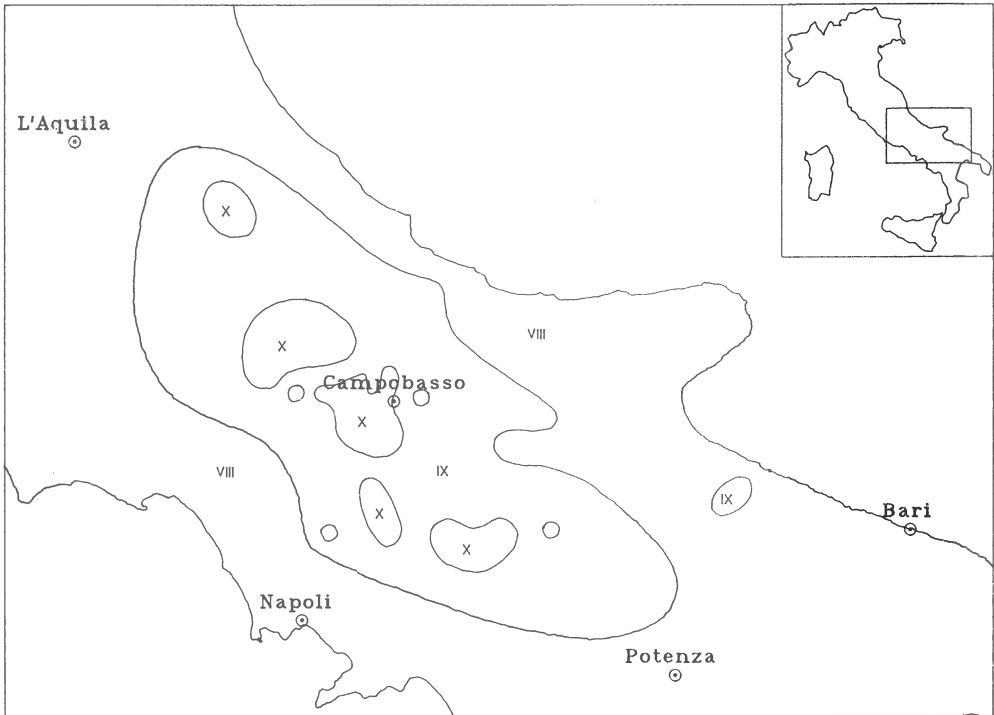 L'Aquila
X
X
VIII
Campobasso
X
VIII
IX
IX
X
Bari
X
Napoli
Potenza